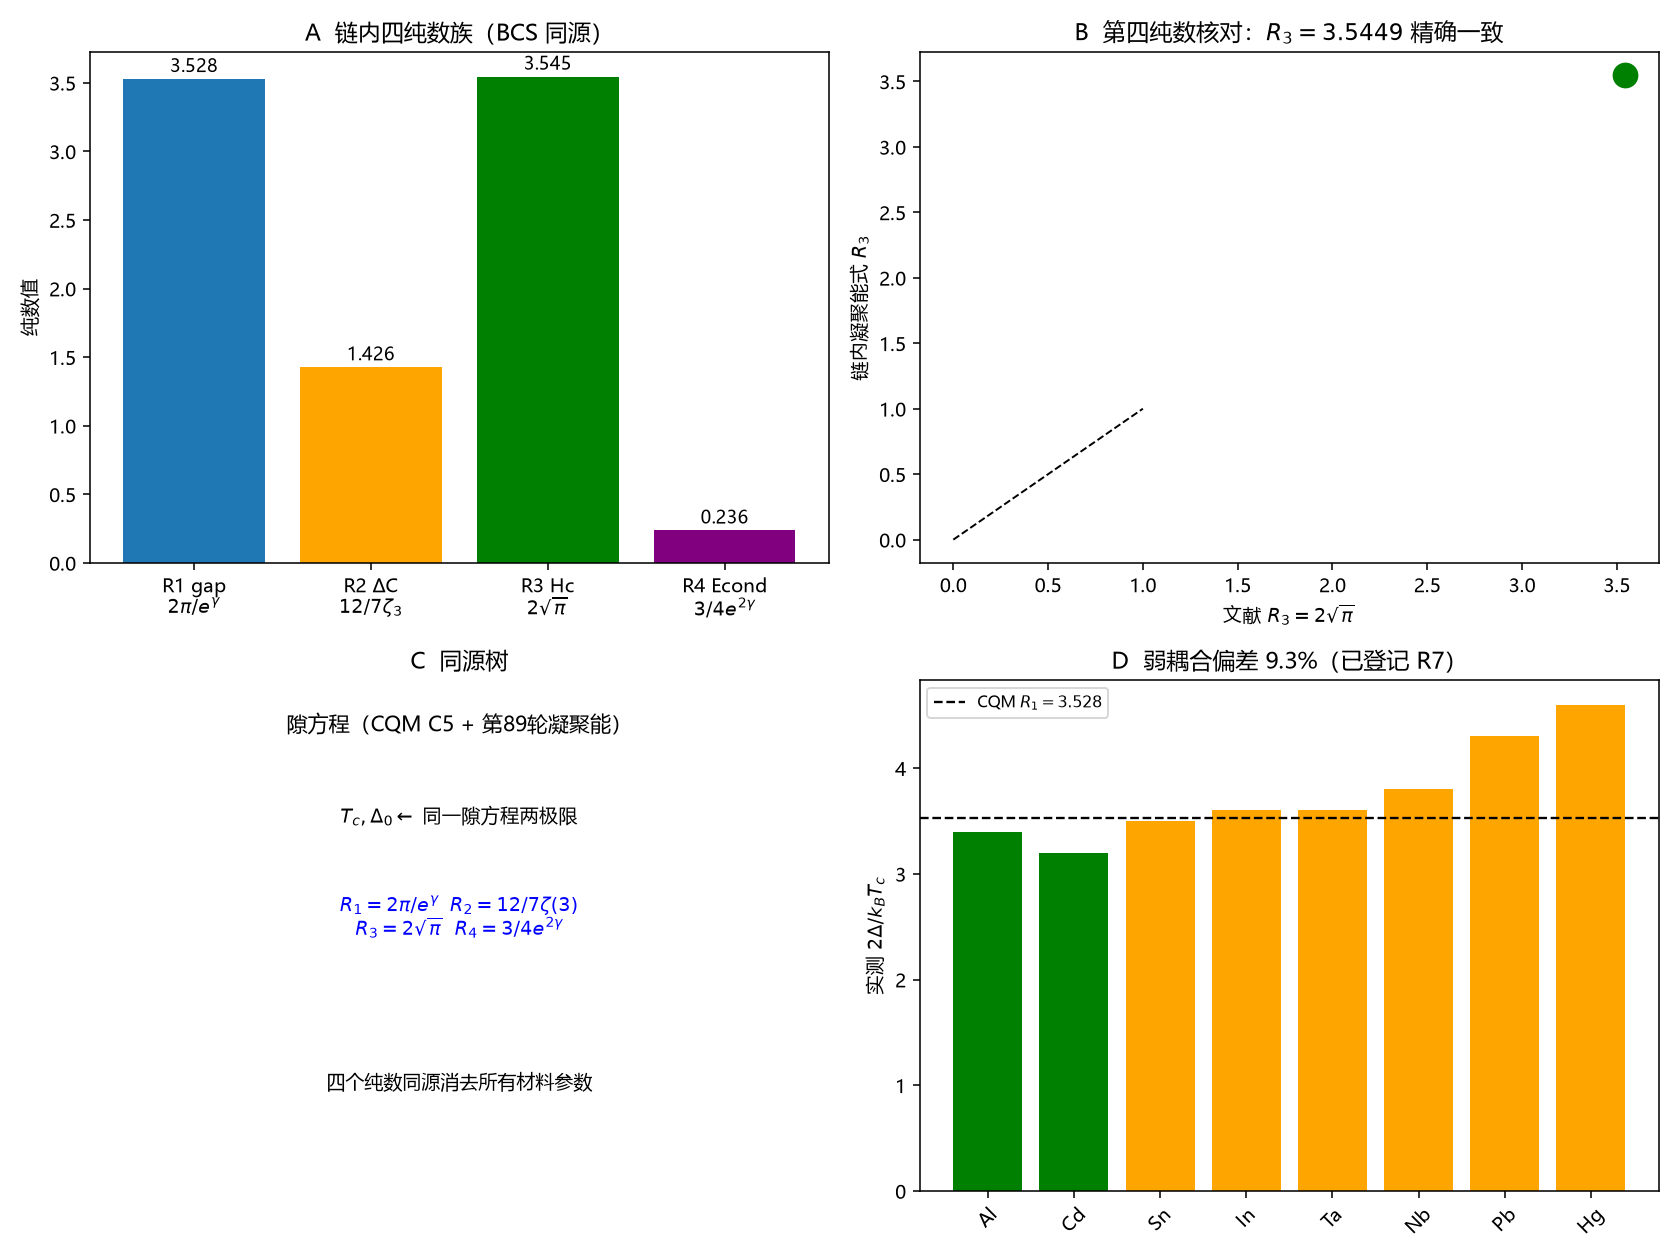 A 链内四纯数族（BCS 同源）
纯数值
3.5
3.0
2.5
2.0
1.5
1.0
0.5
0.0
3.528
1.426
3.545
0.236
R1 gap
2π/e^γ
R2 ΔC
12/7ζ₃
R3 Hc
2√π
R4 Econd
3/4e^{2γ}
B 第四纯数核对：R₃ = 3.5449 精确一致
链内凝聚能式 R₃
3.5
3.0
2.5
2.0
1.5
1.0
0.5
0.0
0.0 0.5 1.0 1.5 2.0 2.5 3.0 3.5
文献 R₃ = 2√π
C 同源树
隙方程（CQM C5 + 第89轮凝聚能）
T_c, Δ₀ ← 同一隙方程两极限
R₁ = 2π/e^γ R₂ = 12/7ζ(3)
R₃ = 2√π R₄ = 3/4e^{2γ}
四个纯数同源消去所有材料参数
D 弱耦合偏差 9.3%（已登记 R7）
CQM R₁ = 3.528
实测 2Δ/k_BT_c
4
3
2
1
0
Al Cd Sn In Ta Nb Pb Hg